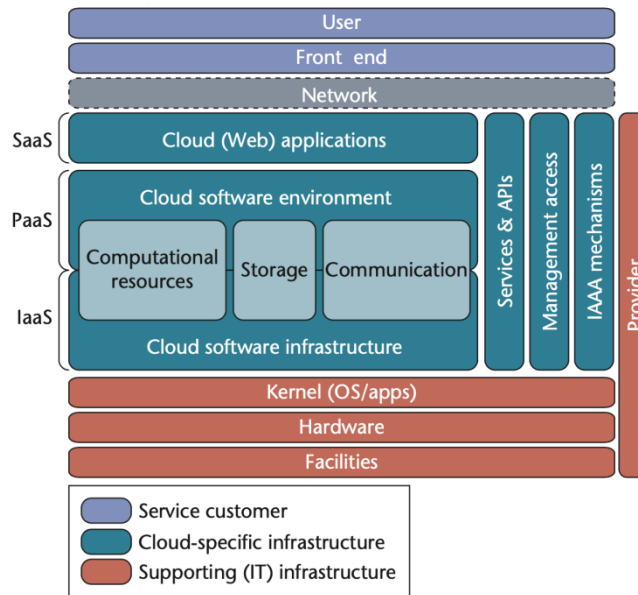 User
Front end
Network
SaaS
Cloud (Web) applications
PaaS
Cloud software environment
Computational
resources
Storage
Communication
IaaS
Cloud software infrastructure
Services & APIs
Management access
IAAA mechanisms
Provider
Kernel (OS/apps)
Hardware
Facilities
Service customer
Cloud-specific infrastructure
Supporting (IT) infrastructure